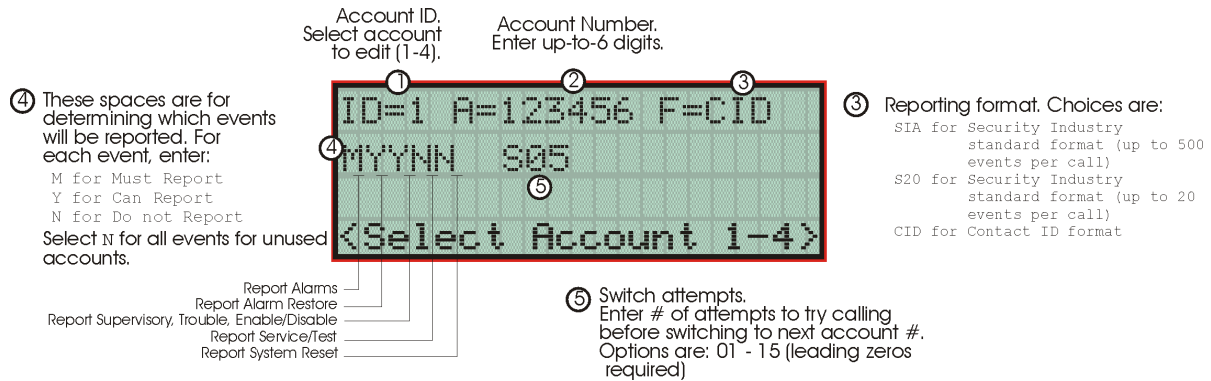 Account ID.
Select account
to edit (1-4).
Account Number.
Enter up-to-6 digits.
1
2
3
ID=1 A=123456 F=CID
4
MYYNN S05
5
<Select Account 1-4>
4 These spaces are for
determining which events
will be reported. For
each event, enter:
M for Must Report
Y for Can Report
N for Do not Report
Select N for all events for unused
accounts.
Report Alarms
Report Alarm Restore
Report Supervisory, Trouble, Enable/Disable
Report Service/Test
Report System Reset
3 Reporting format. Choices are:
SIA for Security Industry
standard format (up to 500
events per call)
S20 for Security Industry
standard format (up to 20
events per call)
CID for Contact ID format
5 Switch attempts.
Enter # of attempts to try calling
before switching to next account #.
Options are: 01 - 15 (leading zeros
required)